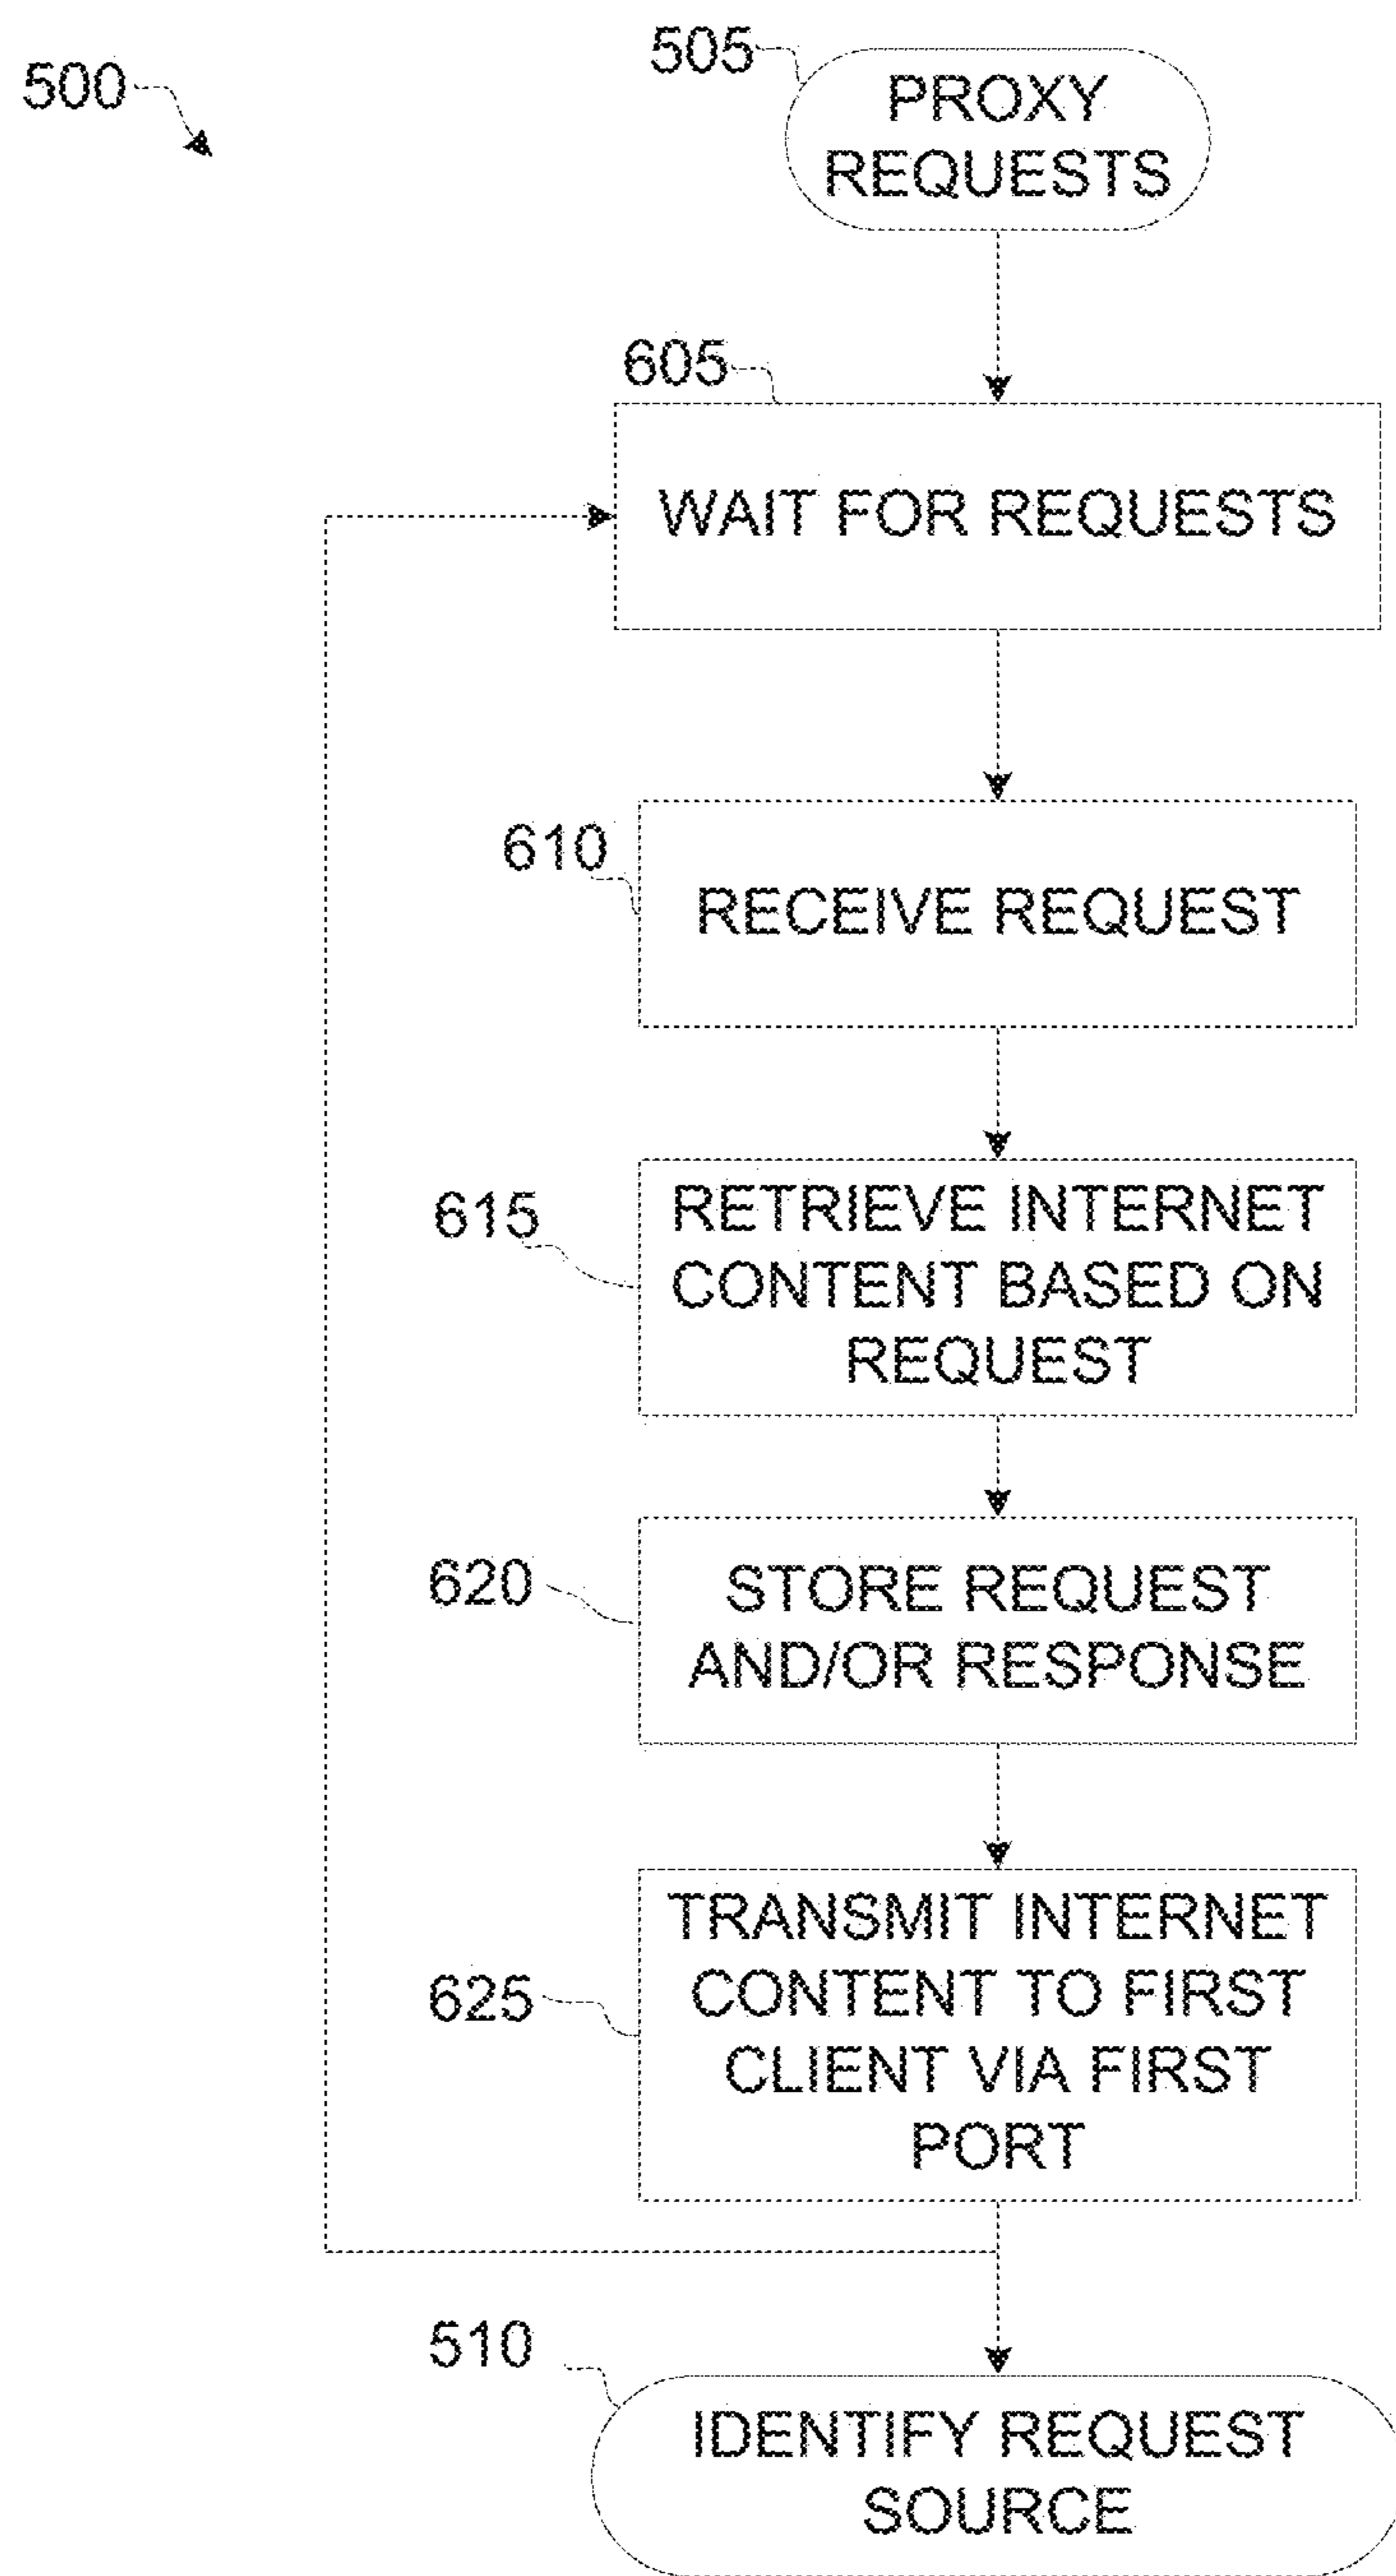 500
505
PROXY
REQUESTS
605
WAIT FOR REQUESTS
610
RECEIVE REQUEST
615
RETRIEVE INTERNET
CONTENT BASED ON
REQUEST
620
STORE REQUEST
AND/OR RESPONSE
625
TRANSMIT INTERNET
CONTENT TO FIRST
CLIENT VIA FIRST
PORT
510
IDENTIFY REQUEST
SOURCE